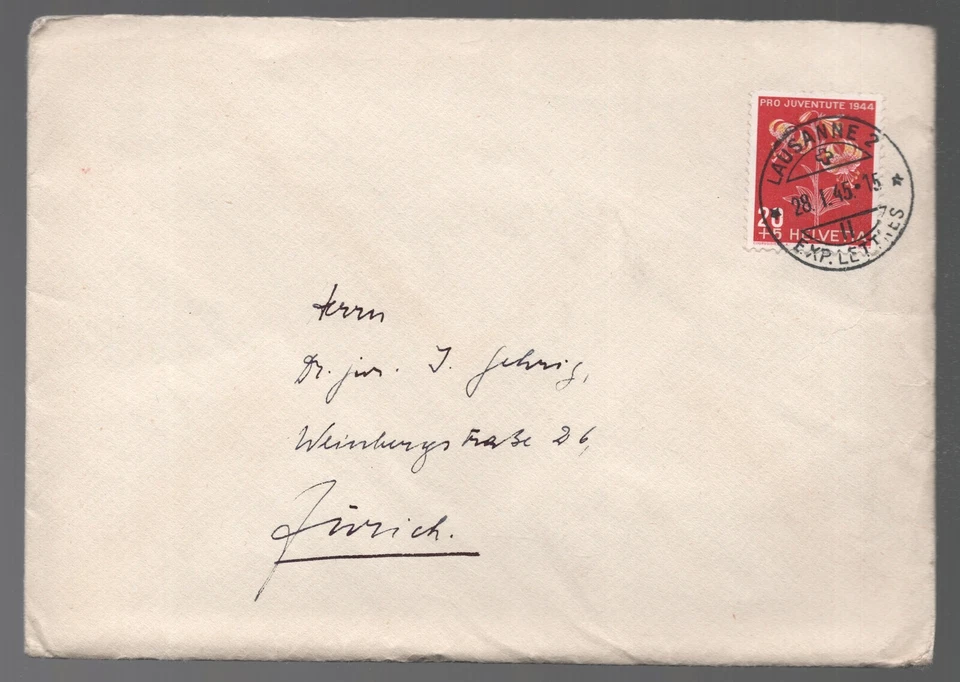 PRO JUVENTUTE 1944
LAUSANNE 2
28. I. 45.-15
20
+5 HELVETIA
H
EXP. LETTRES
Herrn
Dr. jur. J. Gehrig,
Weinbergstraße 26,
Zürich.